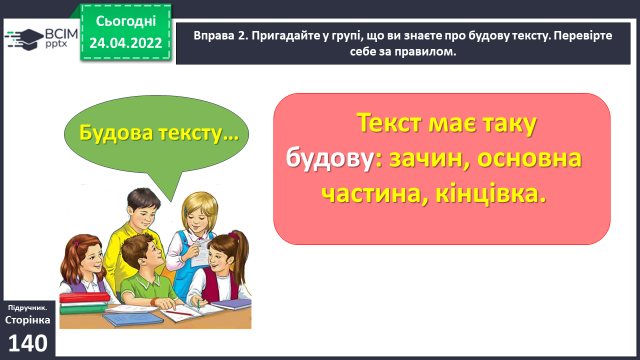 ВСІМ
pptx
Сьогодні
24.04.2022
Вправа 2. Пригадайте у групі, що ви знаєте про будову тексту. Перевірте
себе за правилом.
Будова тексту…
Текст має таку
будову: зачин, основна
частина, кінцівка.
Підручник.
Сторінка
140